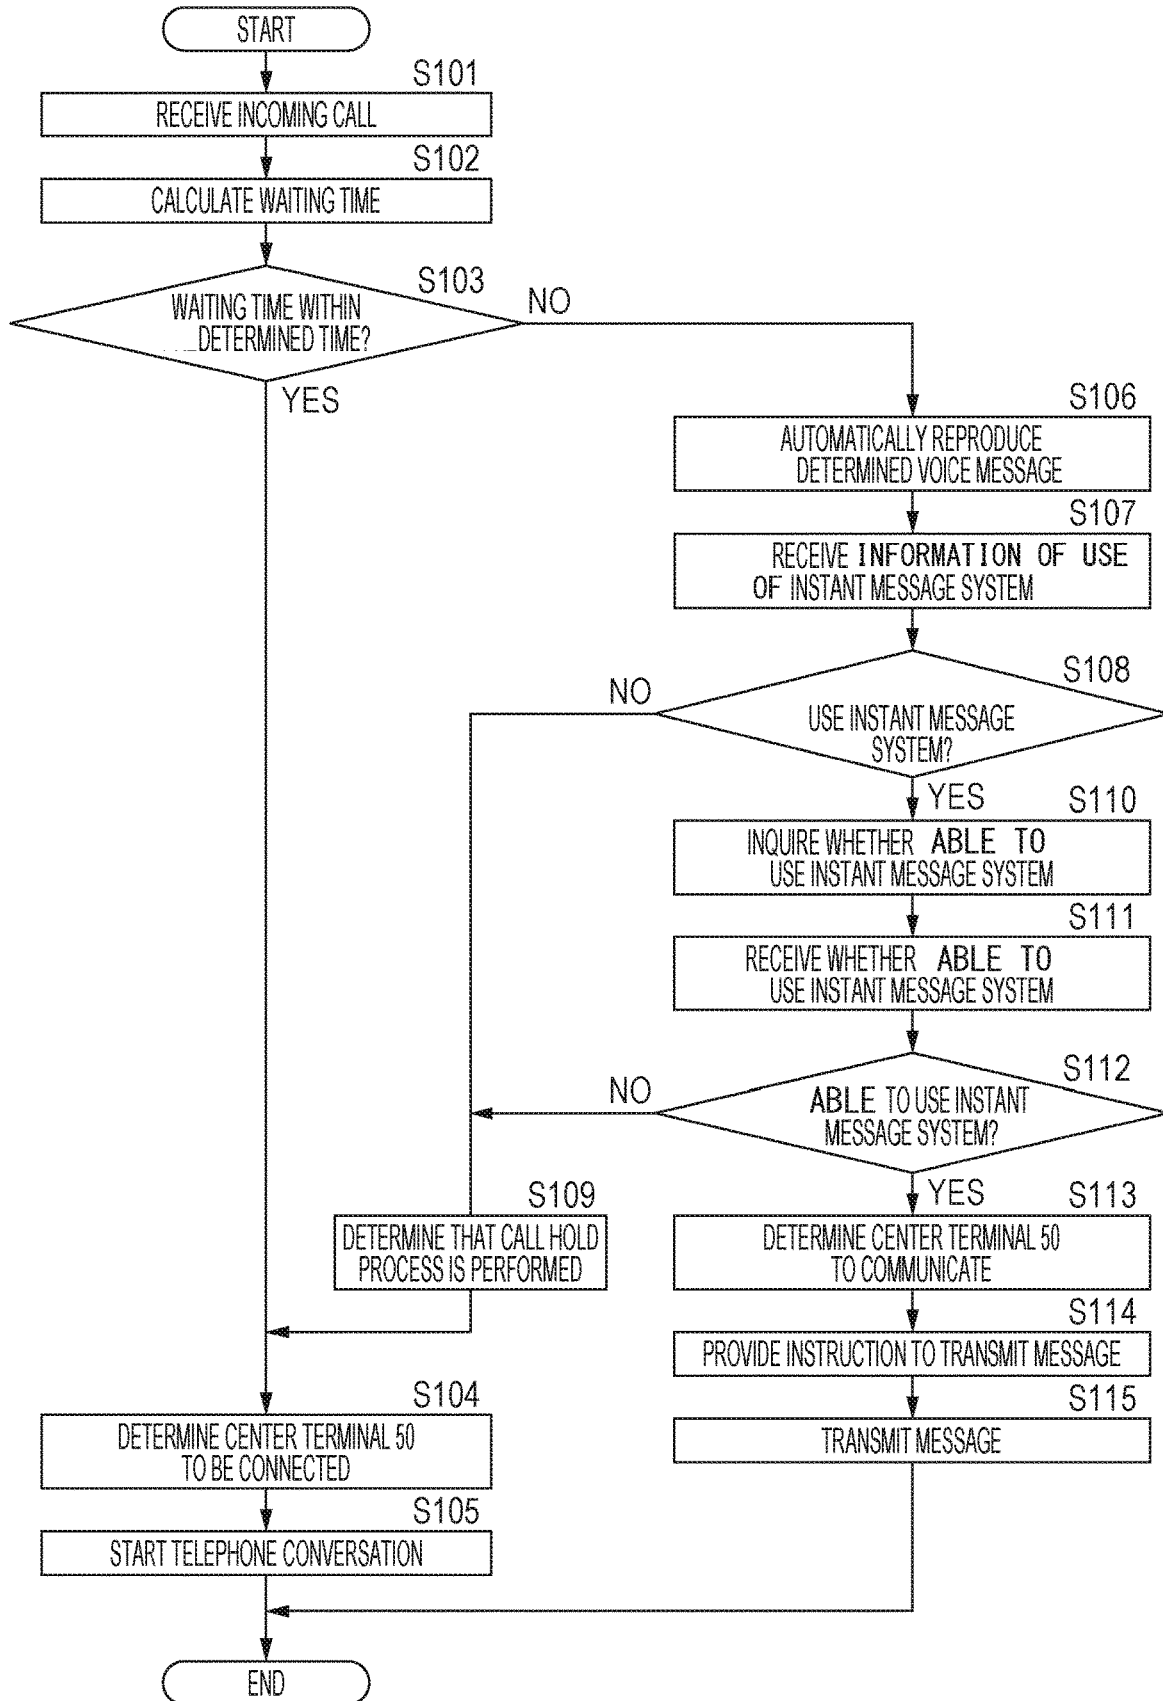 START
S101
RECEIVE INCOMING CALL
S102
CALCULATE WAITING TIME
S103
WAITING TIME WITHIN
DETERMINED TIME?
NO
YES
S106
AUTOMATICALLY REPRODUCE
DETERMINED VOICE MESSAGE
S107
RECEIVE INFORMATION OF USE
OF INSTANT MESSAGE SYSTEM
S108
NO
USE INSTANT MESSAGE
SYSTEM?
YES
S110
INQUIRE WHETHER ABLE TO
USE INSTANT MESSAGE SYSTEM
S111
RECEIVE WHETHER ABLE TO
USE INSTANT MESSAGE SYSTEM
S112
NO
ABLE TO USE INSTANT
MESSAGE SYSTEM?
YES
S109
DETERMINE THAT CALL HOLD
PROCESS IS PERFORMED
S113
DETERMINE CENTER TERMINAL 50
TO COMMUNICATE
S114
PROVIDE INSTRUCTION TO TRANSMIT MESSAGE
S115
TRANSMIT MESSAGE
S104
DETERMINE CENTER TERMINAL 50
TO BE CONNECTED
S105
START TELEPHONE CONVERSATION
END